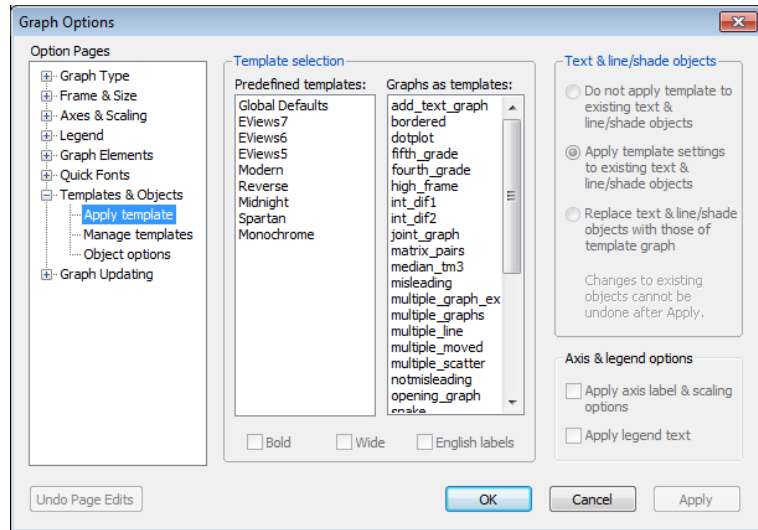 Graph Options
Option Pages
Graph Type
Frame & Size
Axes & Scaling
Legend
Graph Elements
Quick Fonts
Templates & Objects
Apply template
Manage templates
Object options
Graph Updating
Template selection
Predefined templates:
Global Defaults
EViews7
EViews6
EViews5
Modern
Reverse
Midnight
Spartan
Monochrome
Graphs as templates:
add_text_graph
bordered
dotplot
fifth_grade
fourth_grade
high_frame
int_dif1
int_dif2
joint_graph
matrix_pairs
median_tm3
misleading
multiple_graph_ex
multiple_graphs
multiple_line
multiple_moved
multiple_scatter
notmisleading
opening_graph
snake
Bold
Wide
English labels
Text & line/shade objects
Do not apply template to
existing text &
line/shade objects
Apply template settings
to existing text &
line/shade objects
Replace text & line/shade
objects with those of
template graph
Changes to existing
objects cannot be
undone after Apply.
Axis & legend options
Apply axis label & scaling
options
Apply legend text
Undo Page Edits
OK
Cancel
Apply